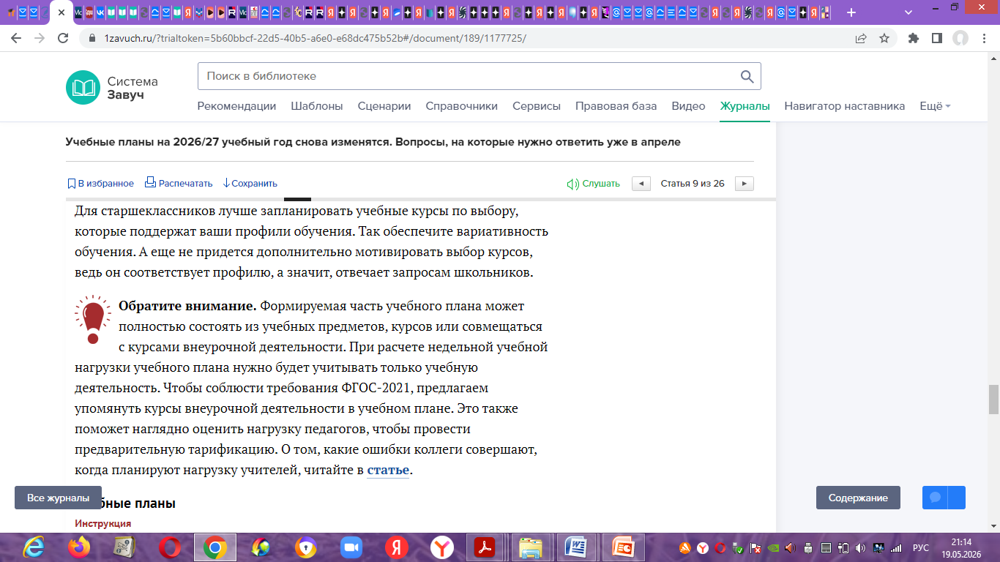 1zavuch.ru/?trialtoken=5b60bbcf-22d5-40b5-a6e0-e68dc475b52b#/document/189/1177725/
Система
Завуч
Поиск в библиотеке
Рекомендации Шаблоны Сценарии Справочники Сервисы Правовая база Видео Журналы Навигатор наставника Ещё
Учебные планы на 2026/27 учебный год снова изменятся. Вопросы, на которые нужно ответить уже в апреле
В избранное Распечатать Сохранить Слушать Статья 9 из 26
Для старшеклассников лучше запланировать учебные курсы по выбору,
которые поддержат ваши профили обучения. Так обеспечите вариативность
обучения. А еще не придется дополнительно мотивировать выбор курсов,
ведь он соответствует профилю, а значит, отвечает запросам школьников.
Обратите внимание. Формируемая часть учебного плана может
полностью состоять из учебных предметов, курсов или совмещаться
с курсами внеурочной деятельности. При расчете недельной учебной
нагрузки учебного плана нужно будет учитывать только учебную
деятельность. Чтобы соблюсти требования ФГОС-2021, предлагаем
упомянуть курсы внеурочной деятельности в учебном плане. Это также
поможет наглядно оценить нагрузку педагогов, чтобы провести
предварительную тарификацию. О том, какие ошибки коллеги совершают,
когда планируют нагрузку учителей, читайте в статье.
Все журналы
бные планы
Содержание
Инструкция
РУС
21:14
19.05.2026